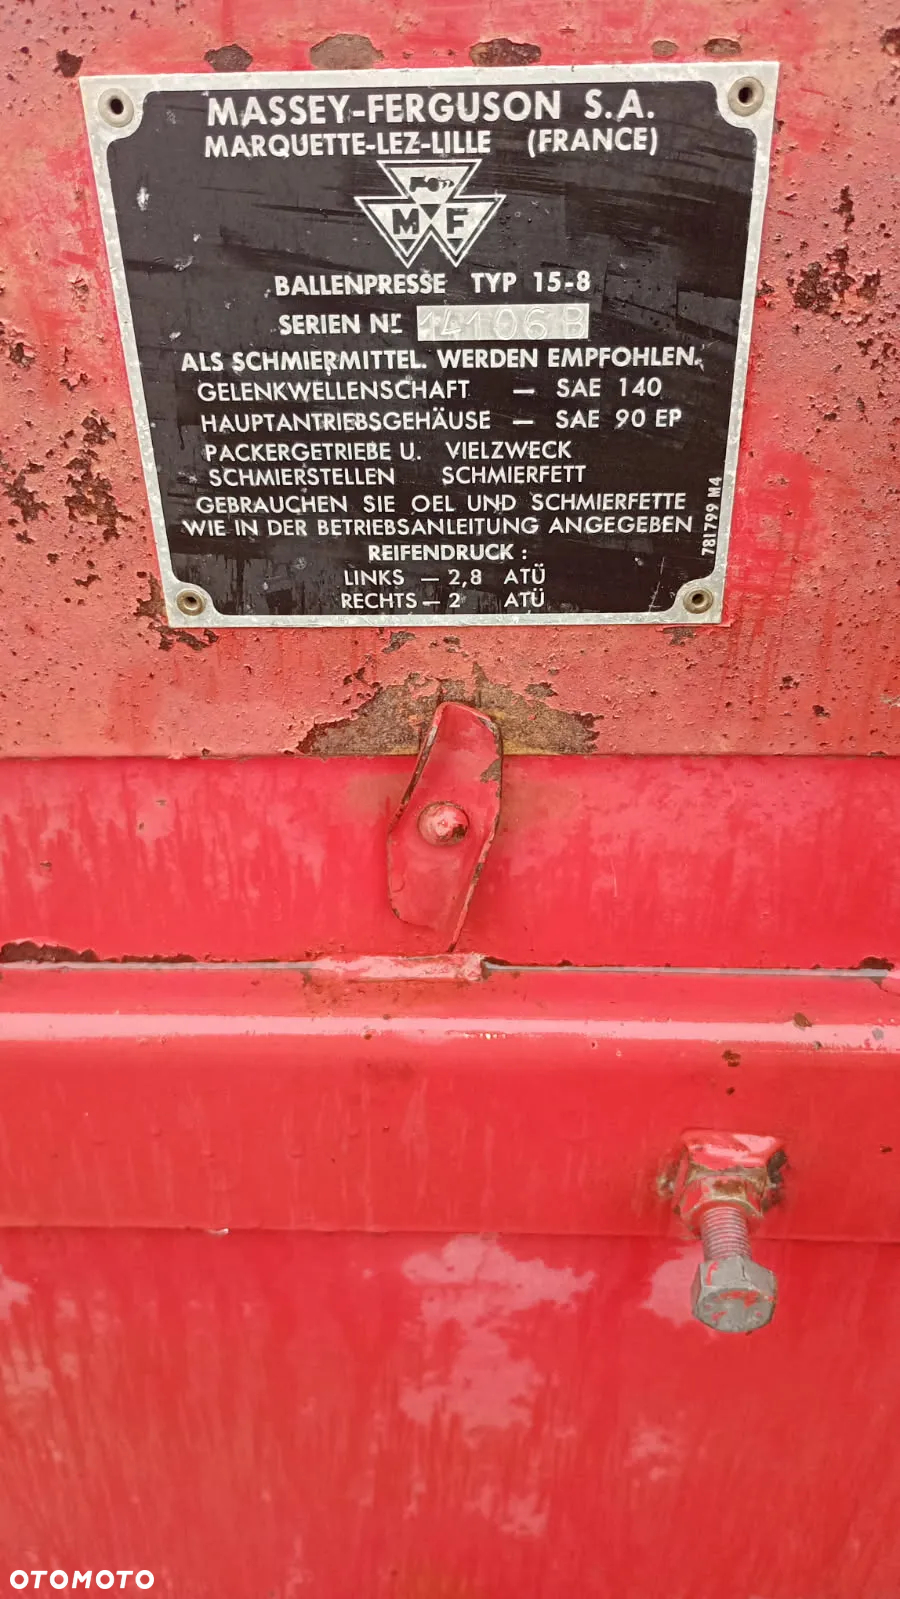 MASSEY-FERGUSON S.A.
MARQUETTE-LEZ-LILLE (FRANCE)
M F
BALLENPRESSE TYP 15-8
SERIEN Nr 14106B
ALS SCHMIERMITTEL. WERDEN EMPFOHLEN.
GELENKWELLENSCHAFT — SAE 140
HAUPTANTRIEBSGEHÄUSE — SAE 90 EP
PACKERGETRIEBE U. VIELZWECK
SCHMIERSTELLEN SCHMIERFETT
GEBRAUCHEN SIE OEL UND SCHMIERFETTE
WIE IN DER BETRIEBSANLEITUNG ANGEGEBEN
REIFENDRUCK :
LINKS — 2,8 ATÜ
RECHTS — 2 ATÜ
781799 M4
OTOMOTO